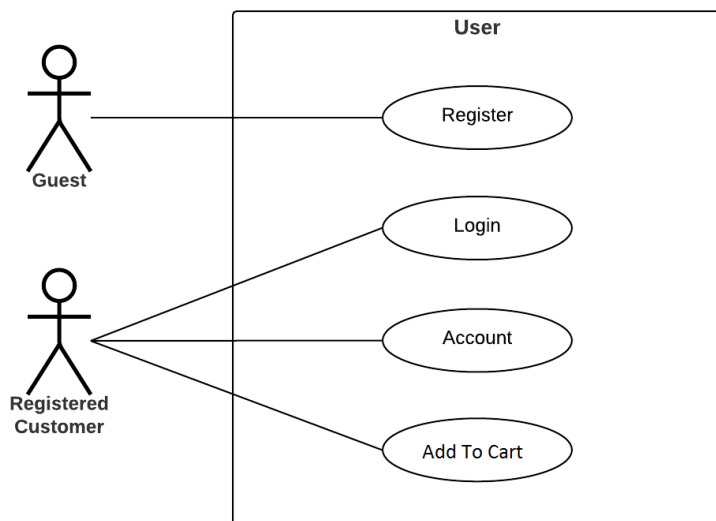 User
Register
Guest
Login
Account
Registered
Customer
Add To Cart